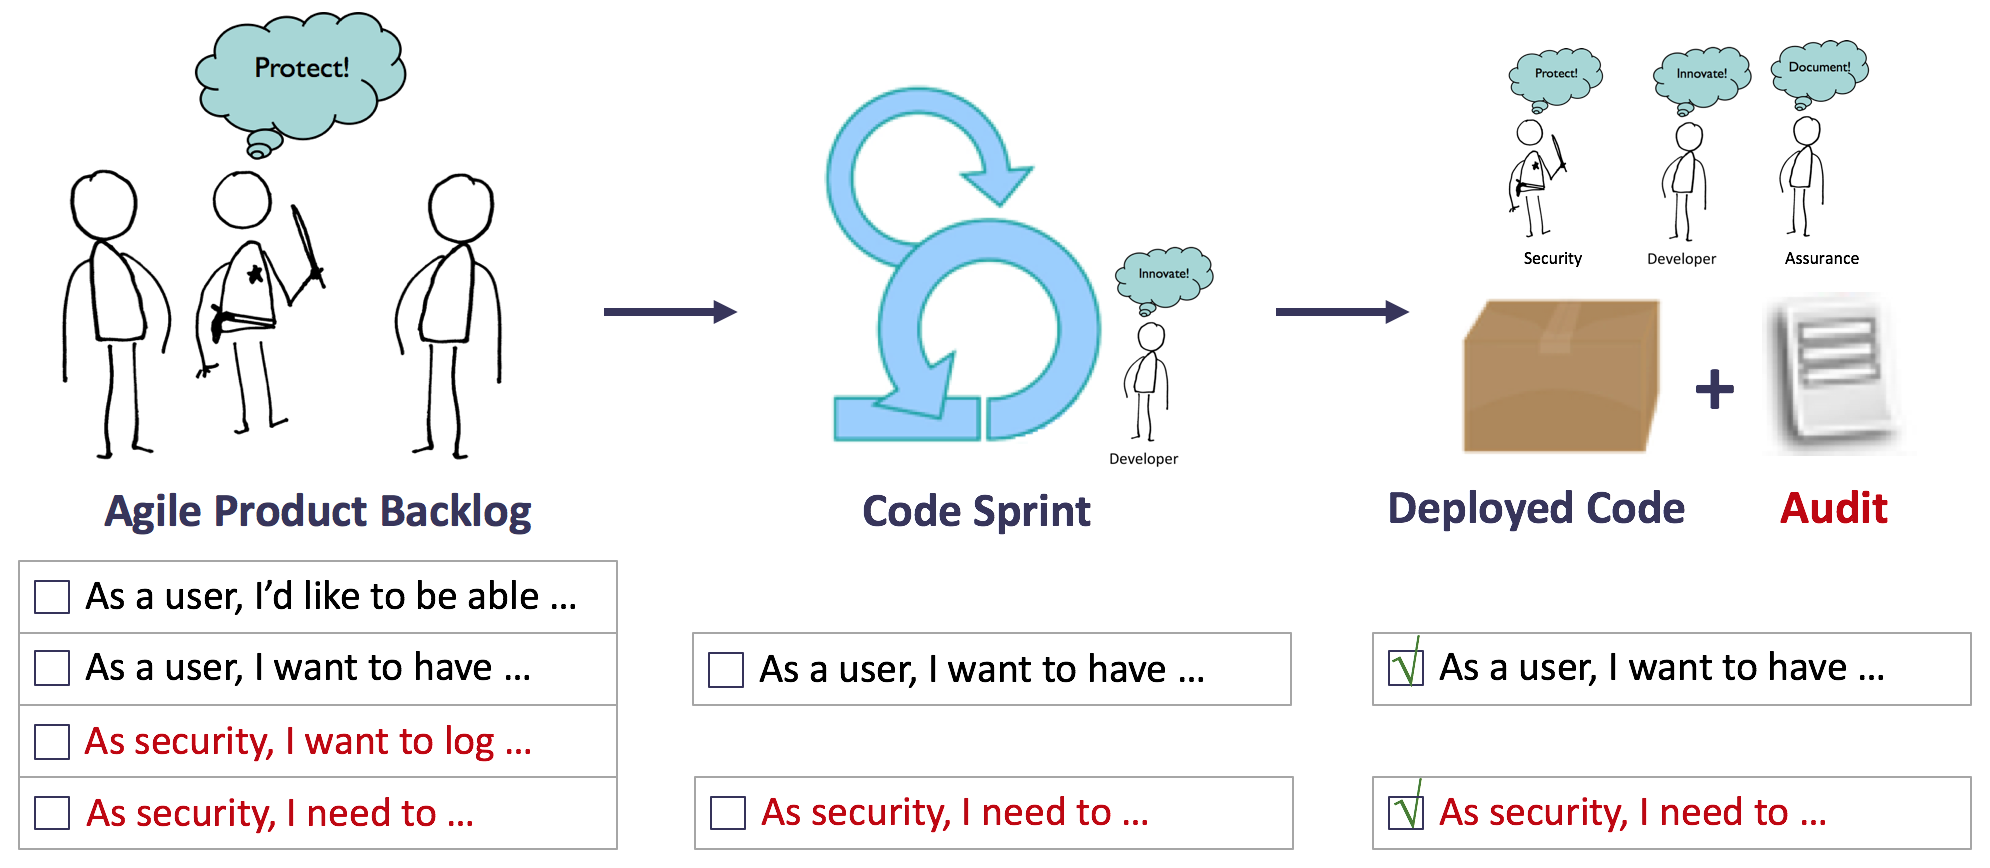 Protect!
Innovate!
Developer
Protect!
Innovate!
Document!
Security
Developer
Assurance
+
Agile Product Backlog
Code Sprint
Deployed Code
Audit
As a user, I’d like to be able ...
As a user, I want to have ...
As security, I want to log ...
As security, I need to ...
As a user, I want to have ...
As security, I need to ...
√ As a user, I want to have ...
√ As security, I need to ...